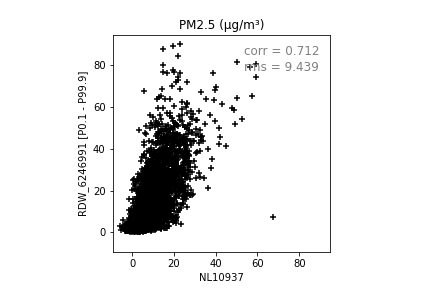 PM2.5 (µg/m³)
corr = 0.712
rms = 9.439
RDW_6246991 [P0.1 - P99.9]
80
60
40
20
0
0 20 40 60 80
NL10937